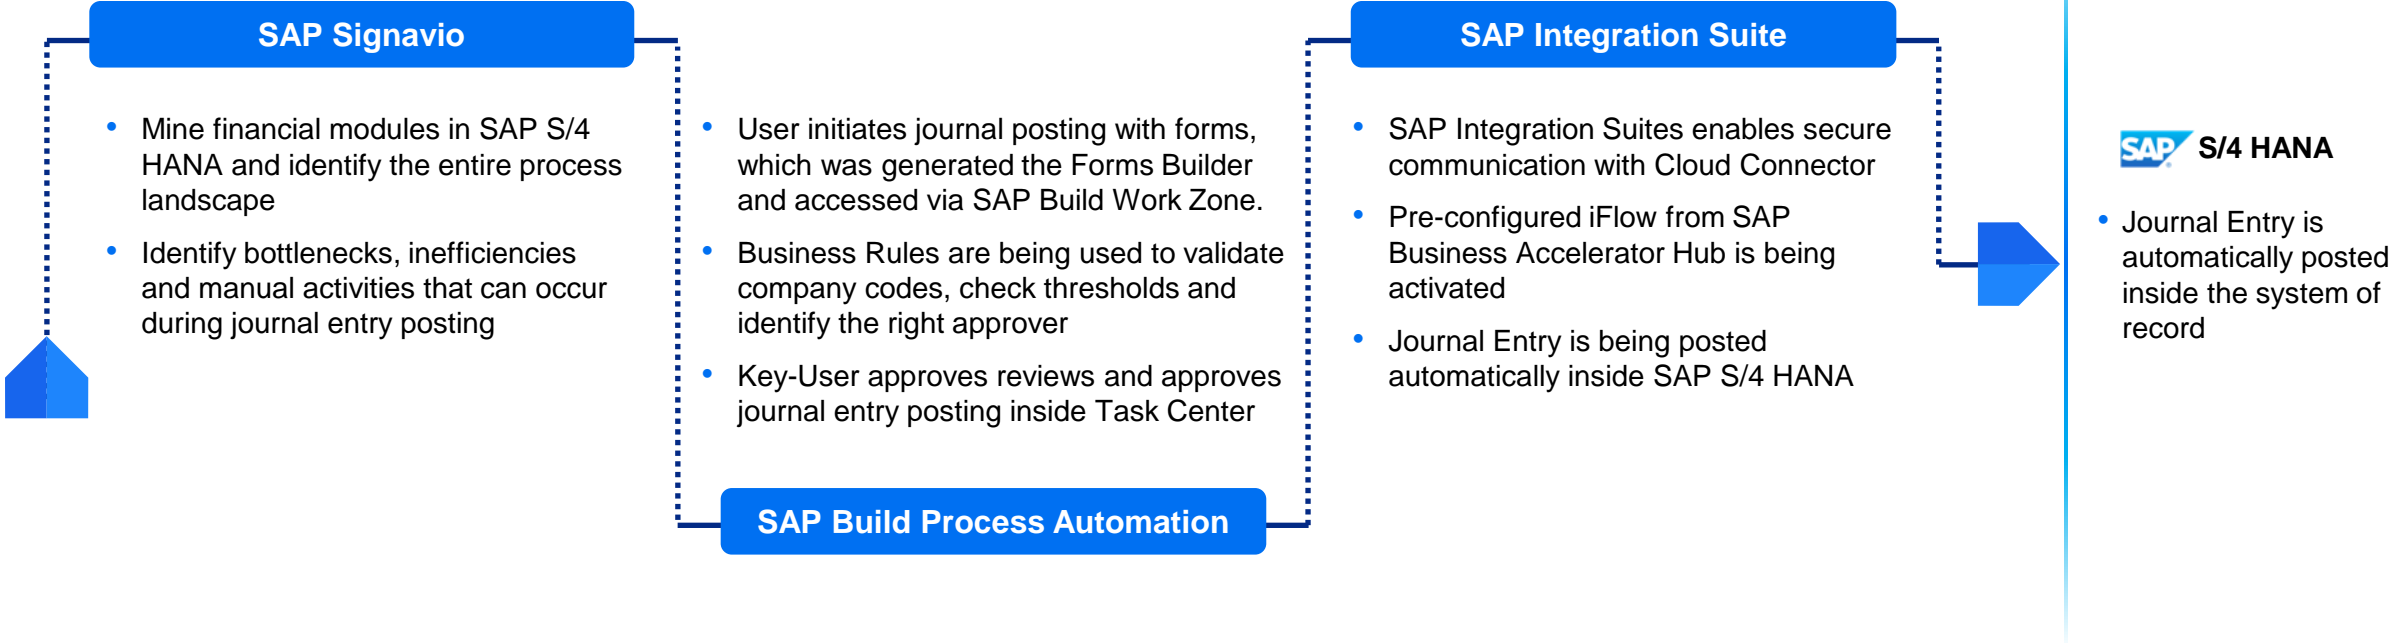 SAP Signavio
• Mine financial modules in SAP S/4
HANA and identify the entire process
landscape
• Identify bottlenecks, inefficiencies
and manual activities that can occur
during journal entry posting
• User initiates journal posting with forms,
which was generated the Forms Builder
and accessed via SAP Build Work Zone.
• Business Rules are being used to validate
company codes, check thresholds and
identify the right approver
• Key-User approves reviews and approves
journal entry posting inside Task Center
SAP Build Process Automation
SAP Integration Suite
• SAP Integration Suites enables secure
communication with Cloud Connector
• Pre-configured iFlow from SAP
Business Accelerator Hub is being
activated
• Journal Entry is being posted
automatically inside SAP S/4 HANA
SAP S/4 HANA
• Journal Entry is
automatically posted
inside the system of
record